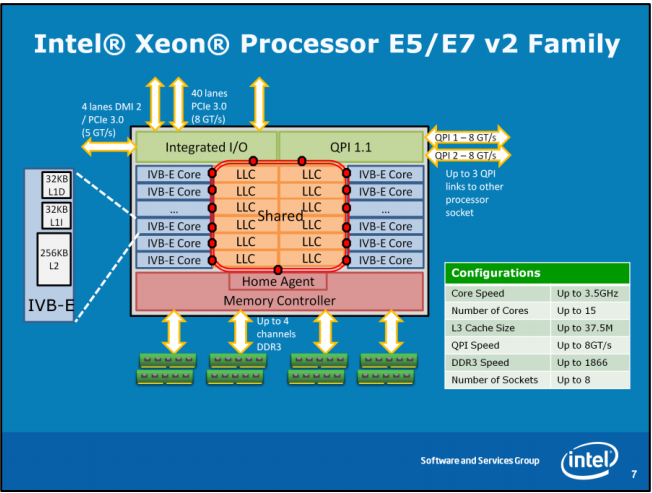 Intel® Xeon® Processor E5/E7 v2 Family
4 lanes DMI 2
/ PCIe 3.0
(5 GT/s)
40 lanes
PCIe 3.0
(8 GT/s)
Integrated I/O
QPI 1.1
QPI 1 – 8 GT/s
QPI 2 – 8 GT/s
Up to 3 QPI
links to other
processor
socket
32KB
L1D
32KB
L1I
256KB
L2
IVB-E
IVB-E Core LLC LLC IVB-E Core
IVB-E Core LLC LLC IVB-E Core
... LLC LLC ...
Shared
IVB-E Core LLC LLC IVB-E Core
IVB-E Core LLC LLC IVB-E Core
IVB-E Core LLC LLC IVB-E Core
Home Agent
Memory Controller
Up to 4
channels
DDR3
Configurations
Core Speed Up to 3.5GHz
Number of Cores Up to 15
L3 Cache Size Up to 37.5M
QPI Speed Up to 8GT/s
DDR3 Speed Up to 1866
Number of Sockets Up to 8
Software and Services Group
intel
7